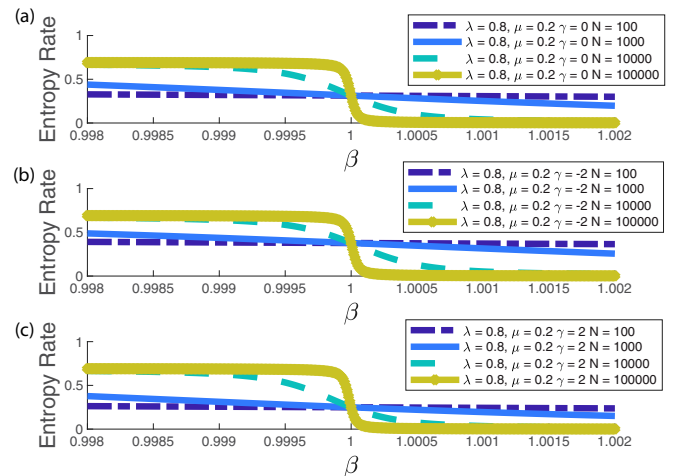 (a)
λ = 0.8, μ = 0.2 γ = 0 N = 100
λ = 0.8, μ = 0.2 γ = 0 N = 1000
λ = 0.8, μ = 0.2 γ = 0 N = 10000
λ = 0.8, μ = 0.2 γ = 0 N = 100000
Entropy Rate
1
0.5
0
0.998 0.9985 0.999 0.9995 1 1.0005 1.001 1.0015 1.002
β
(b)
λ = 0.8, μ = 0.2 γ = -2 N = 100
λ = 0.8, μ = 0.2 γ = -2 N = 1000
λ = 0.8, μ = 0.2 γ = -2 N = 10000
λ = 0.8, μ = 0.2 γ = -2 N = 100000
Entropy Rate
1
0.5
0
0.998 0.9985 0.999 0.9995 1 1.0005 1.001 1.0015 1.002
β
(c)
λ = 0.8, μ = 0.2 γ = 2 N = 100
λ = 0.8, μ = 0.2 γ = 2 N = 1000
λ = 0.8, μ = 0.2 γ = 2 N = 10000
λ = 0.8, μ = 0.2 γ = 2 N = 100000
Entropy Rate
1
0.5
0
0.998 0.9985 0.999 0.9995 1 1.0005 1.001 1.0015 1.002
β